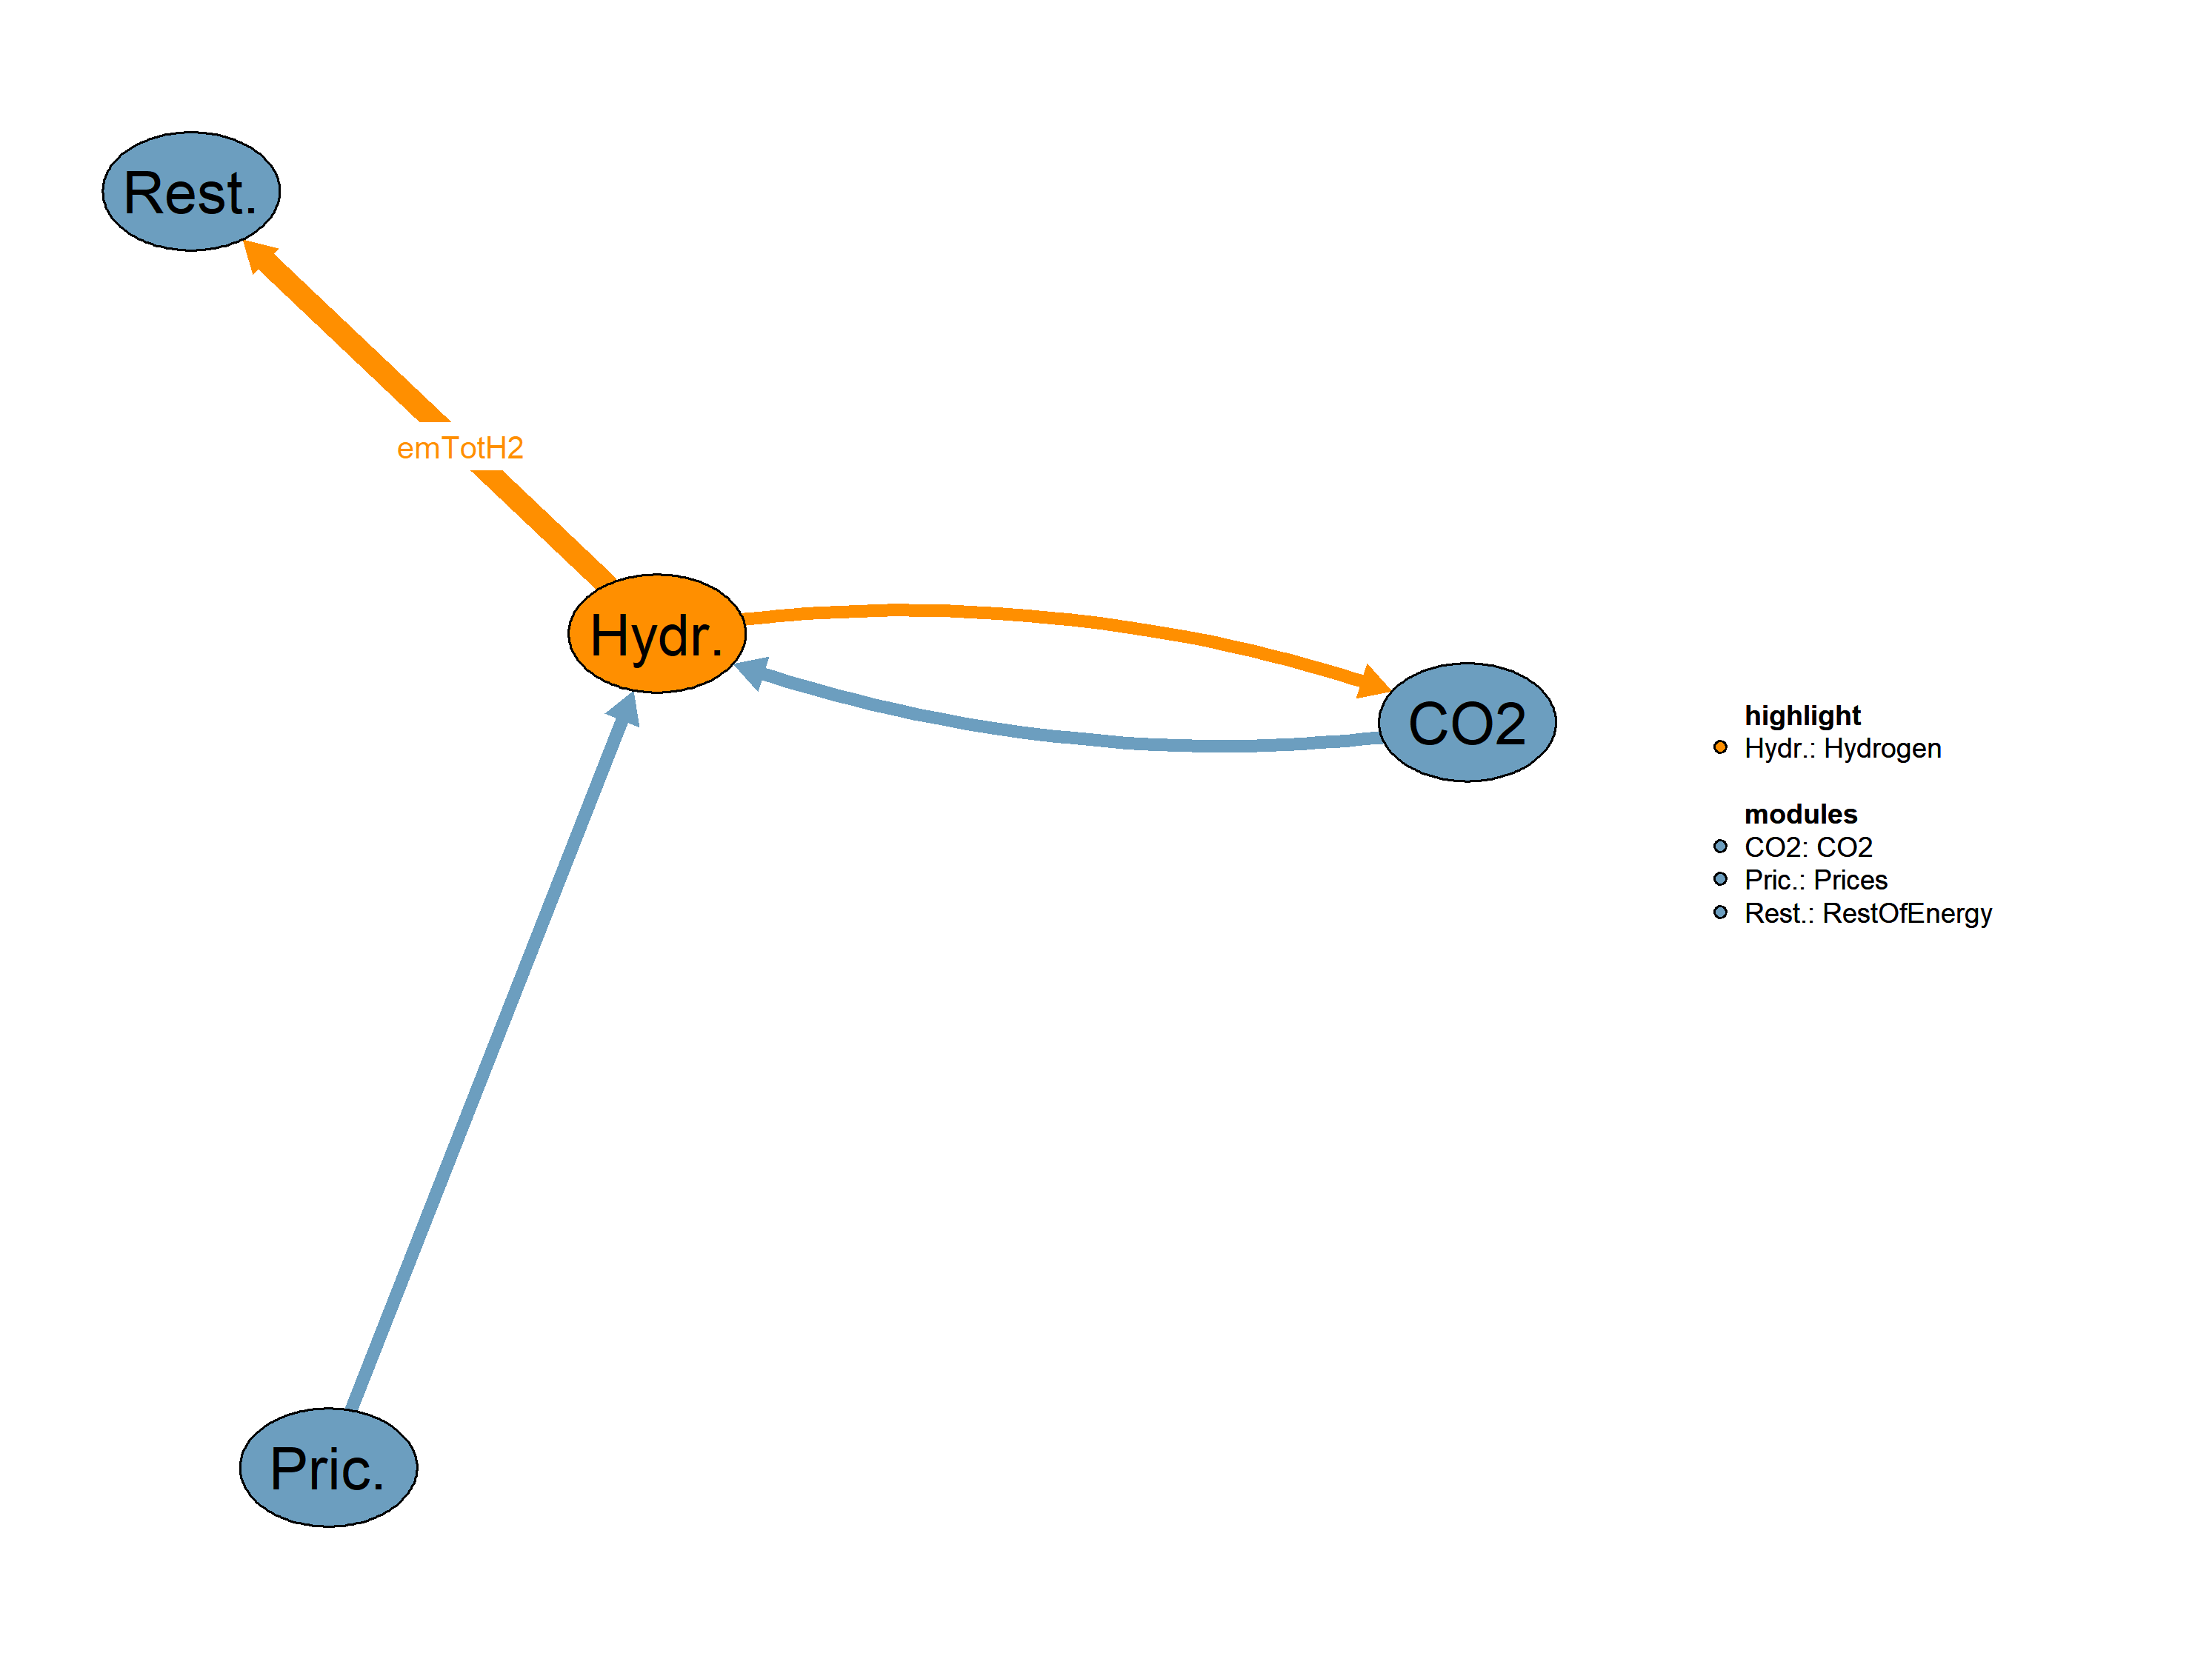 Rest.
emTotH2
Hydr.
CO2
Pric.
highlight
Hydr.: Hydrogen
modules
CO2: CO2
Pric.: Prices
Rest.: RestOfEnergy